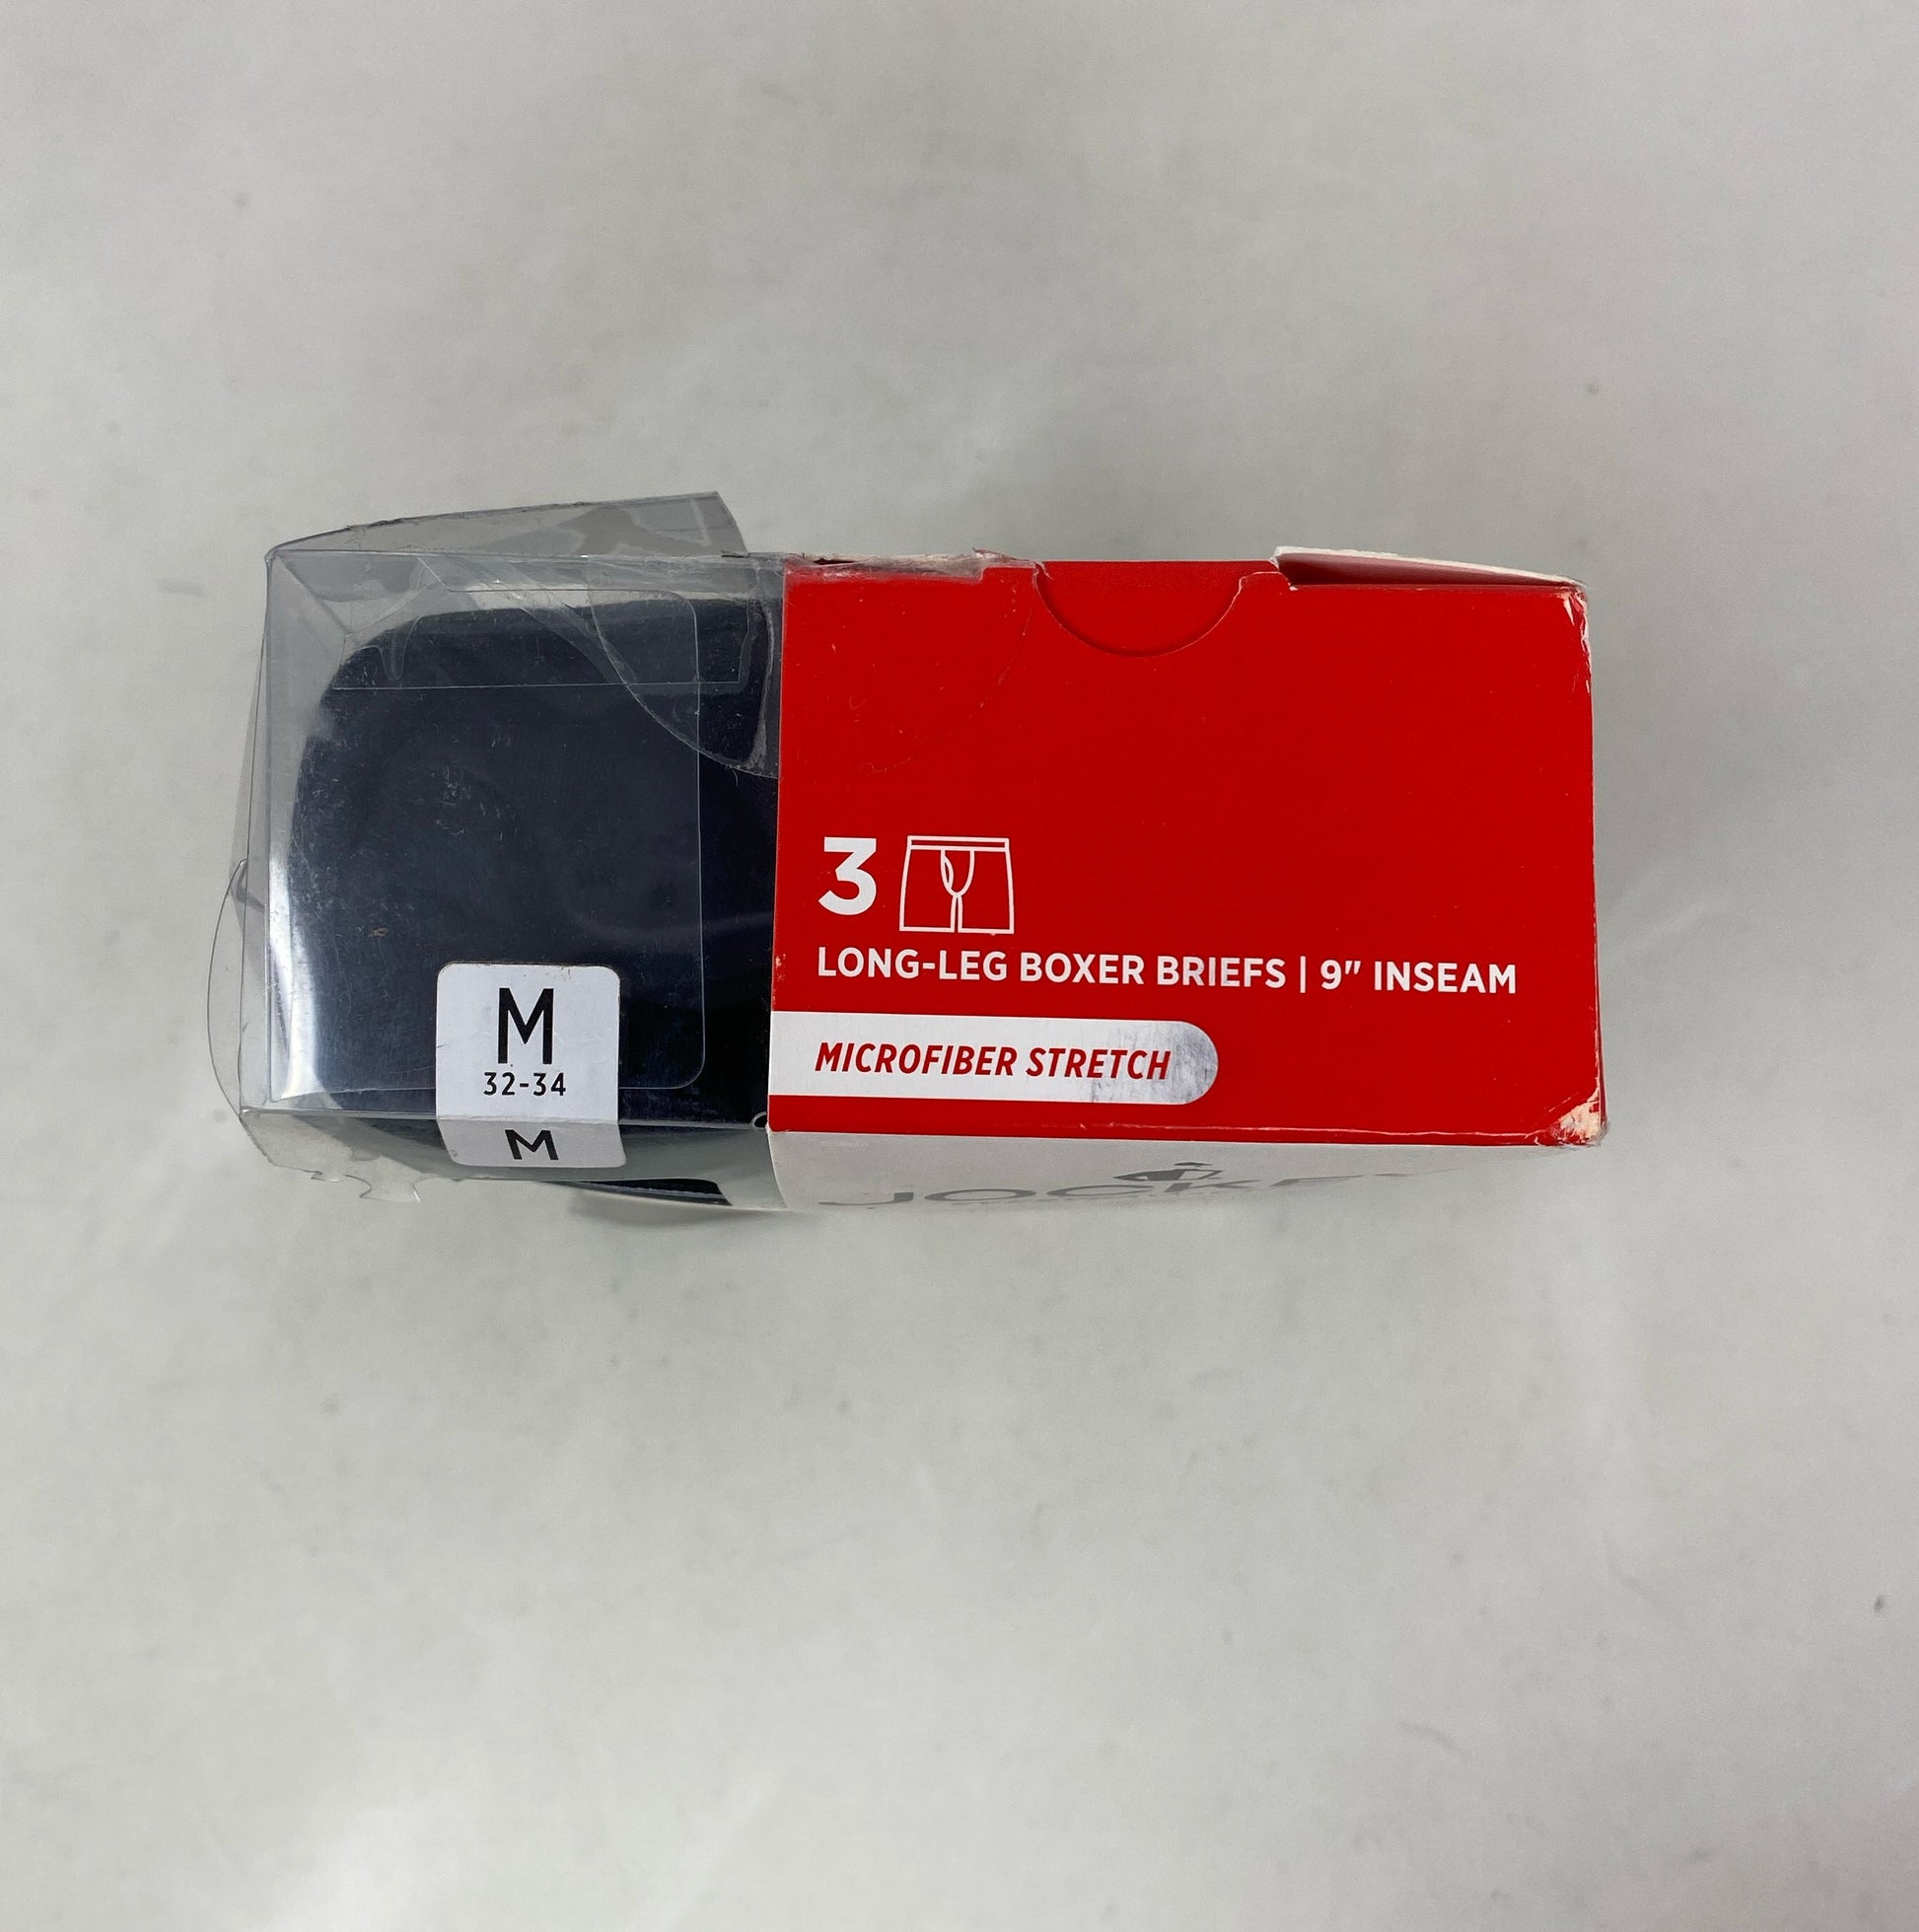 3
LONG-LEG BOXER BRIEFS | 9" INSEAM
MICROFIBER STRETCH
M
32-34
M